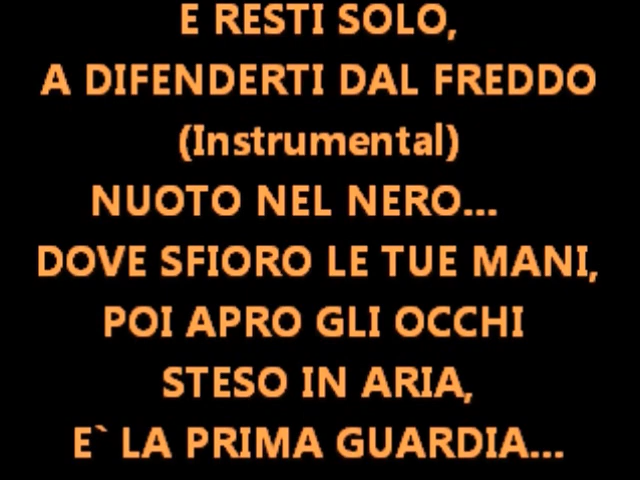 E RESTI SOLO,
A DIFENDERTI DAL FREDDO
(Instrumental)
NUOTO NEL NERO...
DOVE SFIORO LE TUE MANI,
POI APRO GLI OCCHI
STESO IN ARIA,
E` LA PRIMA GUARDIA...